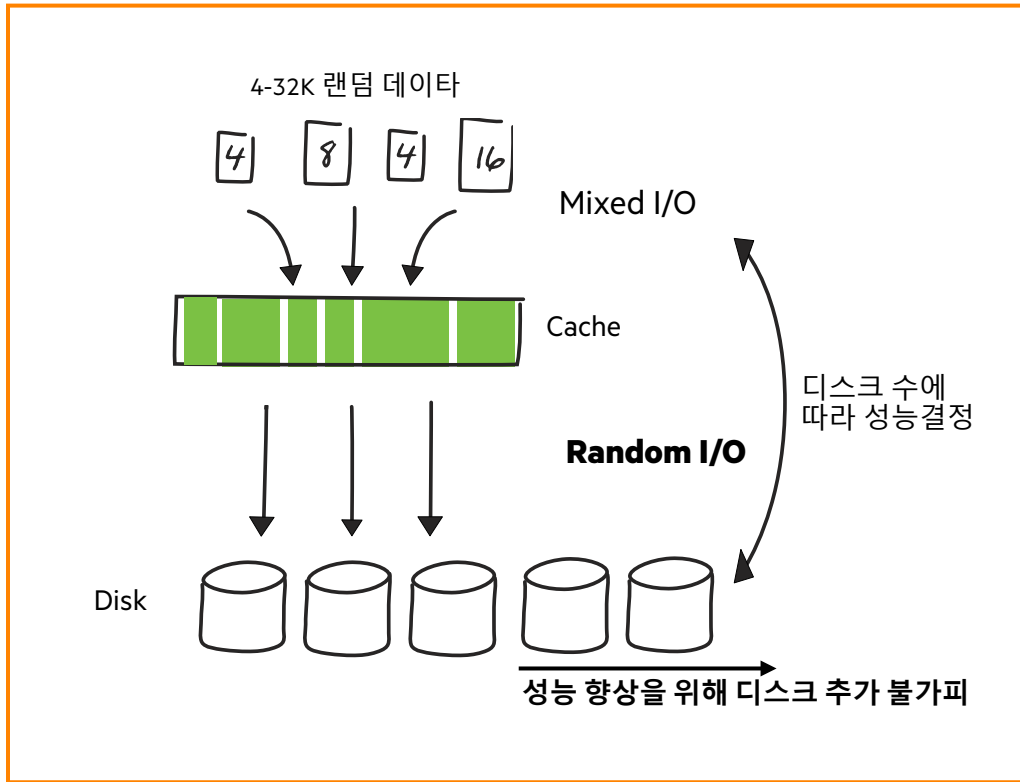 4-32K 랜덤 데이타
4 8 4 16
Mixed I/O
Cache
디스크 수에
따라 성능결정
Random I/O
Disk
성능 향상을 위해 디스크 추가 불가피